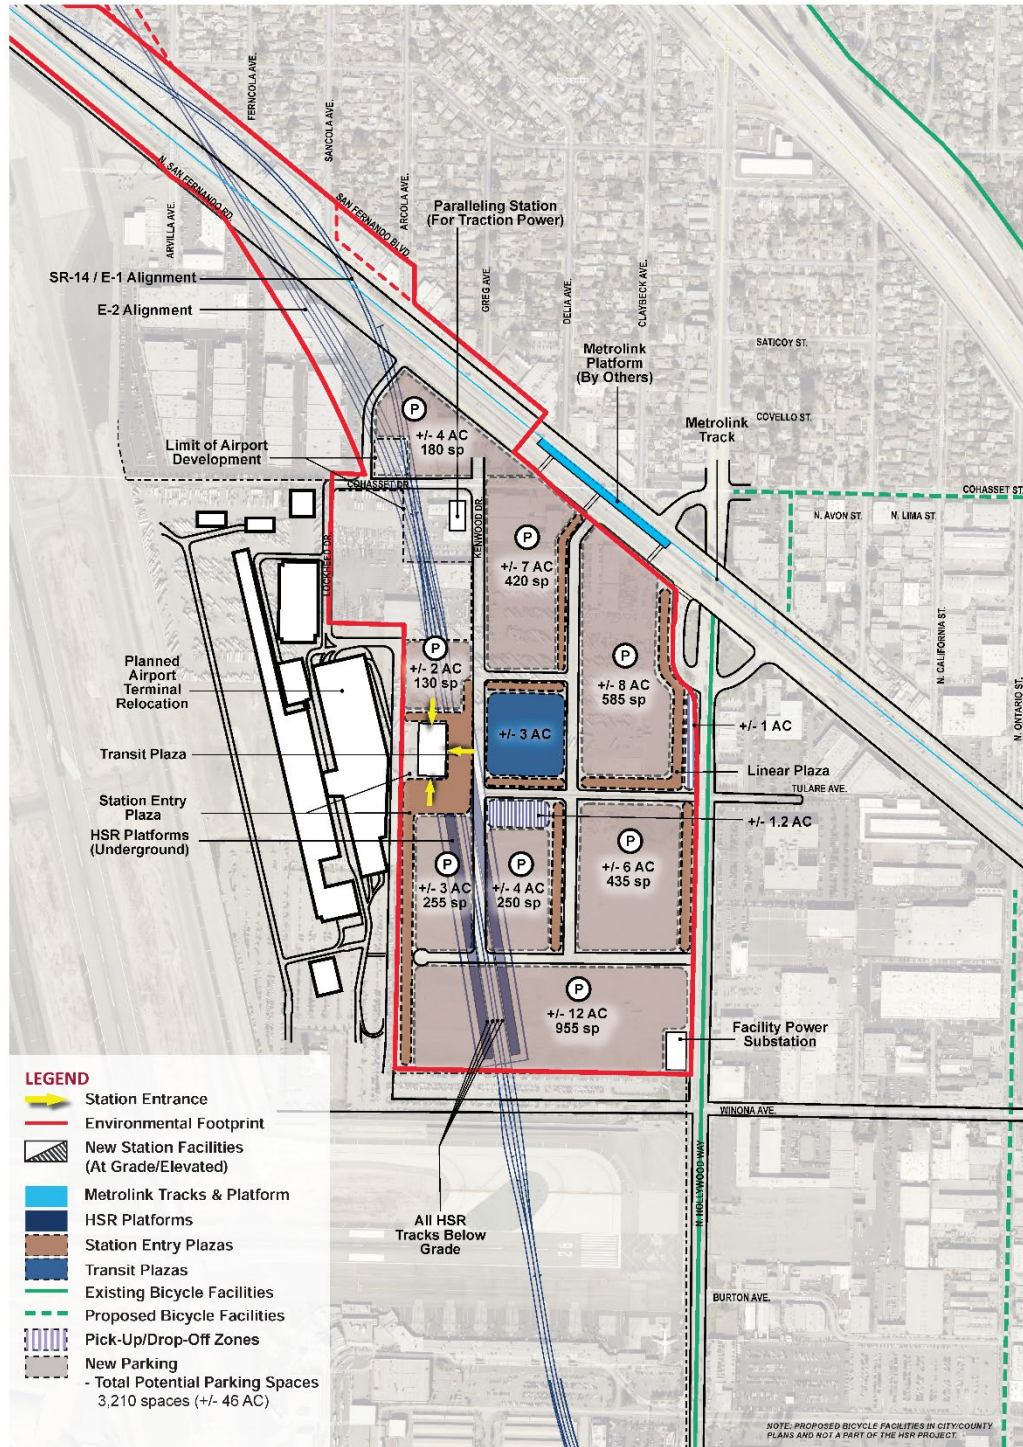 FERNCOLA AVE.
SANCOLA AVE.
ARCOLA AVE.
N. SAN FERNANDO RD.
SAN FERNANDO BLVD.
ARVILLA AVE.
Paralleling Station
(For Traction Power)
SR-14 / E-1 Alignment
E-2 Alignment
GREG AVE.
DELIA AVE.
CLAYBECK AVE.
SATICOY ST.
Metrolink
Platform
(By Others)
COVELLO ST.
Metrolink
Track
P
+/- 4 AC
180 sp
Limit of Airport
Development
COHASSET DR.
COHASSET ST.
KENWOOD DR.
LOCKHEED DR.
N. AVON ST.
N. LIMA ST.
P
+/- 7 AC
420 sp
N. CALIFORNIA ST.
N. ONTARIO ST.
P
+/- 2 AC
130 sp
P
+/- 8 AC
585 sp
Planned
Airport
Terminal
Relocation
+/- 1 AC
+/- 3 AC
Transit Plaza
Linear Plaza
TULARE AVE.
Station Entry
Plaza
+/- 1.2 AC
HSR Platforms
(Underground)
P
+/- 3 AC
255 sp
P
+/- 4 AC
250 sp
P
+/- 6 AC
435 sp
P
+/- 12 AC
955 sp
Facility Power
Substation
WINONA AVE.
N. HOLLYWOOD WAY
All HSR
Tracks Below
Grade
26
BURTON AVE.
LEGEND
Station Entrance
Environmental Footprint
New Station Facilities
(At Grade/Elevated)
Metrolink Tracks & Platform
HSR Platforms
Station Entry Plazas
Transit Plazas
Existing Bicycle Facilities
Proposed Bicycle Facilities
Pick-Up/Drop-Off Zones
New Parking
- Total Potential Parking Spaces
3,210 spaces (+/- 46 AC)
NOTE: PROPOSED BICYCLE FACILITIES IN CITY/COUNTY
PLANS AND NOT A PART OF THE HSR PROJECT.